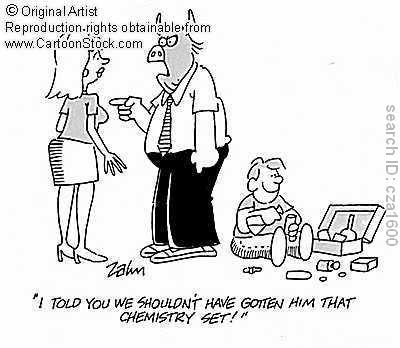 © Original Artist
Reproduction rights obtainable from
www.CartoonStock.com
search ID: cza1600
Zahn
"I TOLD YOU WE SHOULDN'T HAVE GOTTEN HIM THAT
CHEMISTRY SET!"